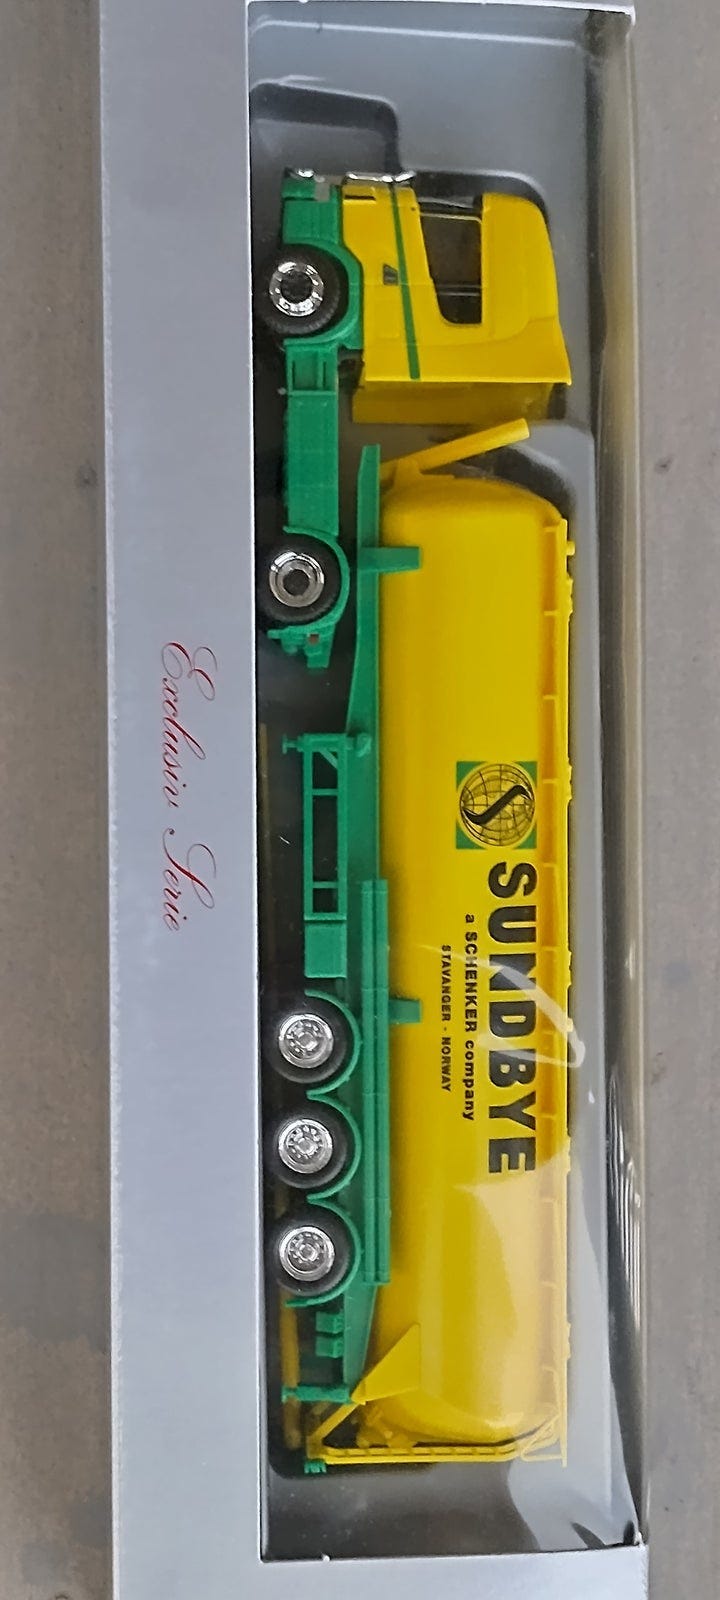 SUNDBYE
a SCHENKER company
STAVANGER - NORWAY
Exclusiv Serie